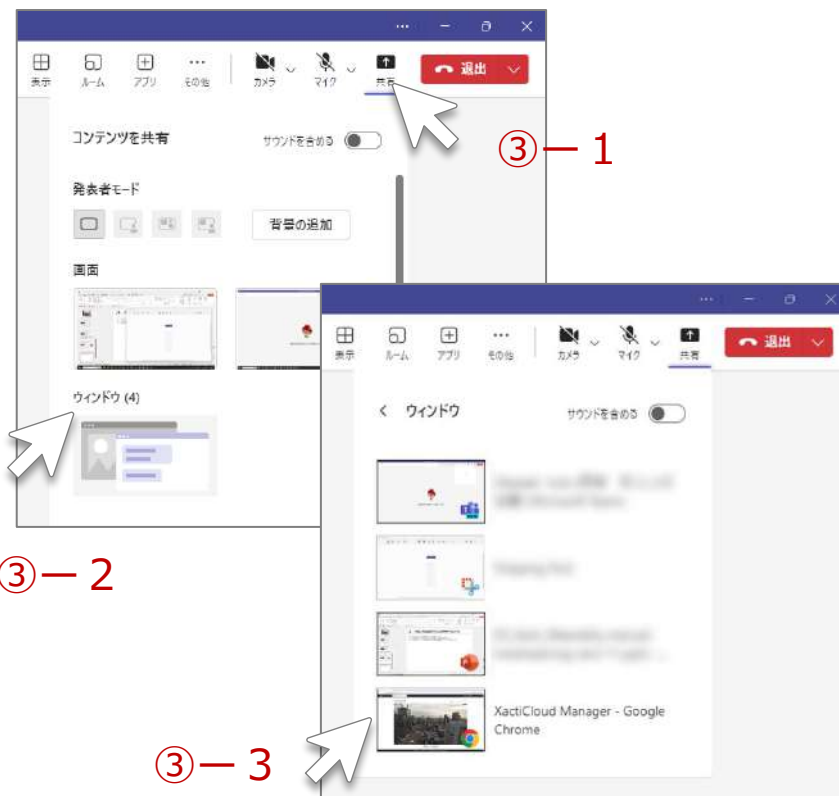 表示 ルーム アプリ その他 カメラ マイク 共有 退出
コンテンツを共有 サウンドを含める
③ー 1
発表者モード
背景の追加
画面
ウィンドウ (4)
③ー 2
表示 ルーム アプリ その他 カメラ マイク 共有 退出
ウィンドウ サウンドを含める
XactiCloud Manager - Google
Chrome
③ー 3